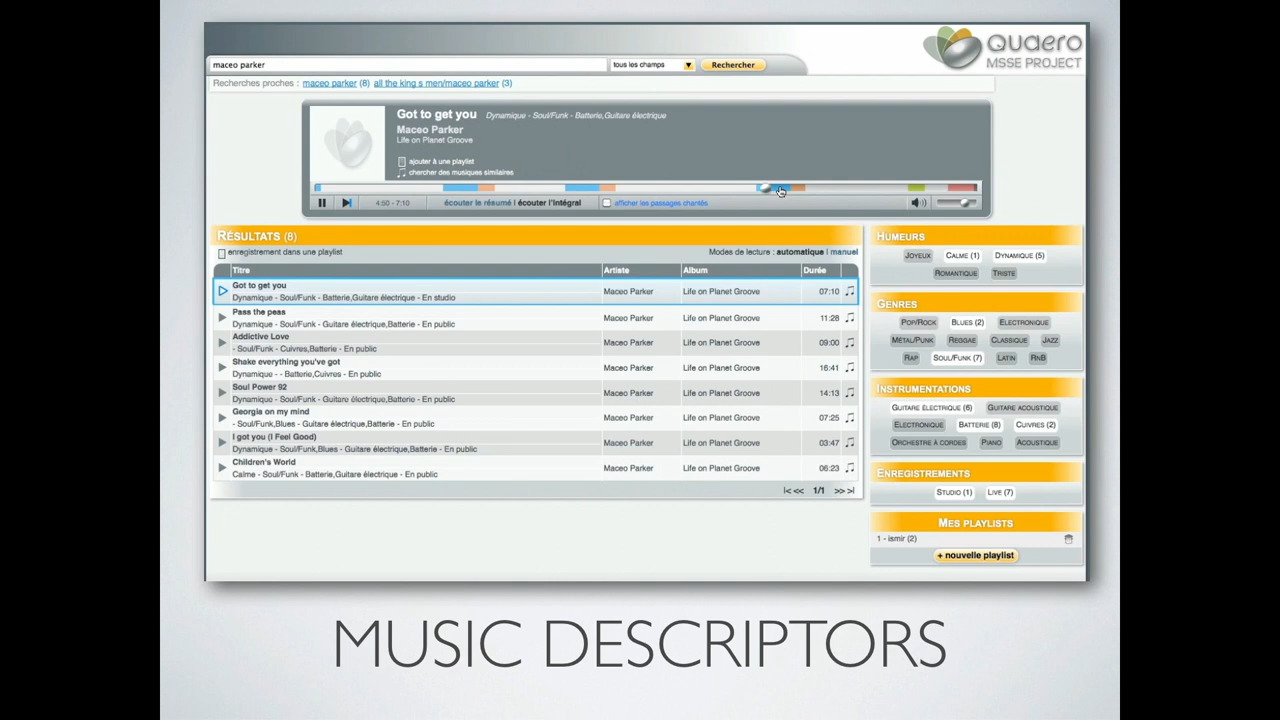 Quaero
MSSE PROJECT
maceo parker tous les champs Rechercher
Recherches proches : maceo parker (8) all the king s men/maceo parker (3)
Got to get you Dynamique - Soul/Funk - Batterie,Guitare électrique
Maceo Parker
Life on Planet Groove
ajouter à une playlist
chercher des musiques similaires
4:50 - 7:10 écouter le résumé I écouter l'intégral afficher les passages chantés
RÉSULTATS (8)
enregistrement dans une playlist Modes de lecture : automatique I manuel
Titre Artiste Album Durée
Got to get you
Dynamique - Soul/Funk - Batterie,Guitare électrique - En studio Maceo Parker Life on Planet Groove 07:10
Pass the peas
Dynamique - Soul/Funk - Guitare électrique,Batterie - En public Maceo Parker Life on Planet Groove 11:28
Addictive Love
- Soul/Funk - Cuivres,Batterie - En public Maceo Parker Life on Planet Groove 09:00
Shake everything you've got
Dynamique - - Batterie,Cuivres - En public Maceo Parker Life on Planet Groove 16:41
Soul Power 92
Dynamique - Soul/Funk - Guitare électrique,Batterie - En public Maceo Parker Life on Planet Groove 14:13
Georgia on my mind
- Soul/Funk,Blues - Guitare électrique,Batterie - En public Maceo Parker Life on Planet Groove 07:25
I got you (I Feel Good)
Dynamique - Soul/Funk,Blues - Guitare électrique,Batterie - En public Maceo Parker Life on Planet Groove 03:47
Children's World
Calme - Soul/Funk - Batterie,Guitare électrique - En public Maceo Parker Life on Planet Groove 06:23
|< << 1/1 >> >|
HUMEURS
JOYEUX CALME (1) DYNAMIQUE (5)
ROMANTIQUE TRISTE
GENRES
POP/ROCK BLUES (2) ELECTRONIQUE
MÉTAL/PUNK REGGAE CLASSIQUE JAZZ
RAP SOUL/FUNK (7) LATIN RNB
INSTRUMENTATIONS
GUITARE ÉLECTRIQUE (6) GUITARE ACOUSTIQUE
ELECTRONIQUE BATTERIE (8) CUIVRES (2)
ORCHESTRE À CORDES PIANO ACOUSTIQUE
ENREGISTREMENTS
STUDIO (1) LIVE (7)
MES PLAYLISTS
1 - ismir (2)
+ nouvelle playlist
MUSIC DESCRIPTORS